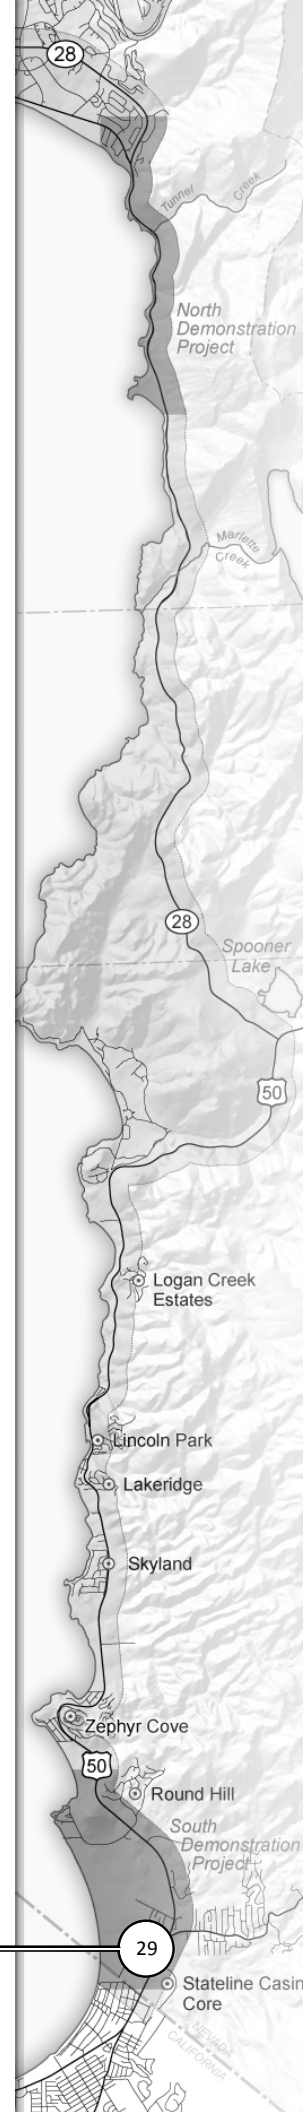 28
Tunnel
Creek
North
Demonstration
Project
Marlette
Creek
28
Spooner
Lake
50
Logan Creek
Estates
Lincoln Park
Lakeridge
Skyland
Zephyr Cove
50
Round Hill
South
Demonstration
Project
29
Stateline Casin
Core
NEVADA
CALIFORNIA